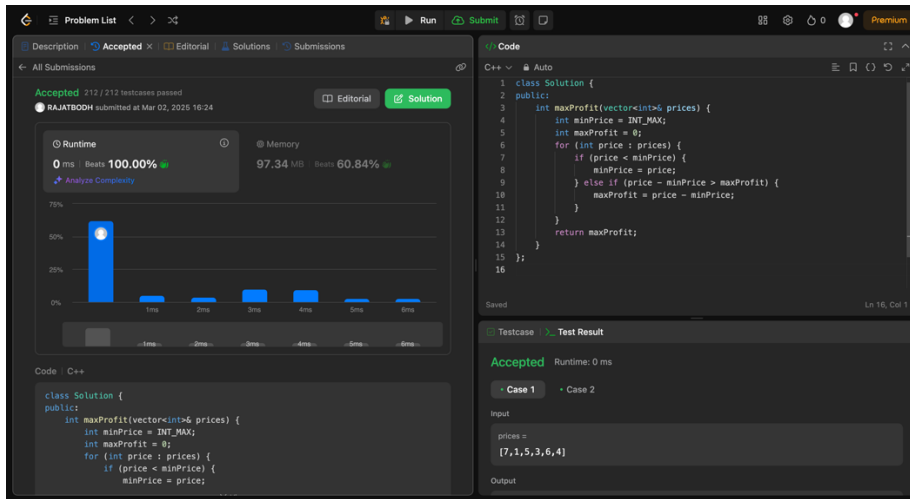 Problem List
Run
Submit
0
Premium
Description
Accepted
Editorial
Solutions
Submissions
All Submissions
Accepted 212 / 212 testcases passed
RAJATBODH submitted at Mar 02, 2025 16:24
Editorial
Solution
Runtime
0 ms Beats 100.00%
Analyze Complexity
Memory
97.34 MB Beats 60.84%
75%
50%
25%
0%
1ms 2ms 3ms 4ms 5ms 6ms
1ms 2ms 3ms 4ms 5ms 6ms
Code C++
class Solution {
public:
int maxProfit(vector<int>& prices) {
int minPrice = INT_MAX;
int maxProfit = 0;
for (int price : prices) {
if (price < minPrice) {
minPrice = price;
</> Code
C++ Auto
1 class Solution {
2 public:
3 int maxProfit(vector<int>& prices) {
4 int minPrice = INT_MAX;
5 int maxProfit = 0;
6 for (int price : prices) {
7 if (price < minPrice) {
8 minPrice = price;
9 } else if (price - minPrice > maxProfit) {
10 maxProfit = price - minPrice;
11 }
12 }
13 return maxProfit;
14 }
15 };
16
Saved
Ln 16, Col 1
Testcase
>_ Test Result
Accepted Runtime: 0 ms
Case 1
Case 2
Input
prices =
[7,1,5,3,6,4]
Output